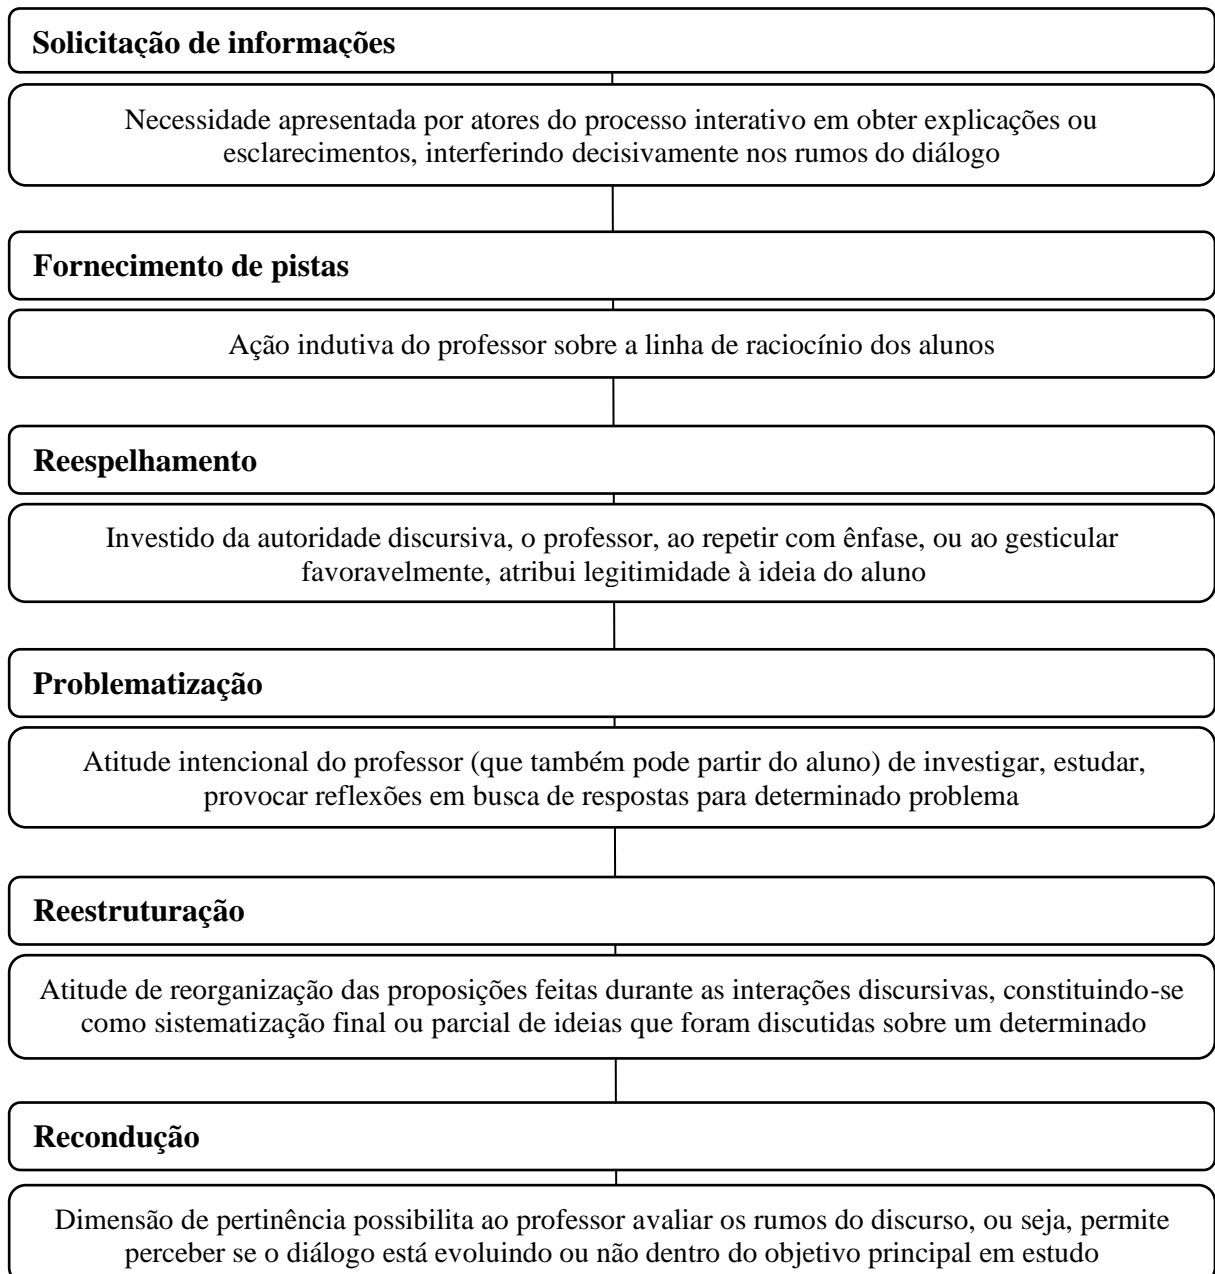 Solicitação de informações
Necessidade apresentada por atores do processo interativo em obter explicações ou
esclarecimentos, interferindo decisivamente nos rumos do diálogo
Fornecimento de pistas
Ação indutiva do professor sobre a linha de raciocínio dos alunos
Reespelhamento
Investido da autoridade discursiva, o professor, ao repetir com ênfase, ou ao gesticular
favoravelmente, atribui legitimidade à ideia do aluno
Problematização
Atitude intencional do professor (que também pode partir do aluno) de investigar, estudar,
provocar reflexões em busca de respostas para determinado problema
Reestruturação
Atitude de reorganização das proposições feitas durante as interações discursivas, constituindo-se
como sistematização final ou parcial de ideias que foram discutidas sobre um determinado
Recondução
Dimensão de pertinência possibilita ao professor avaliar os rumos do discurso, ou seja, permite
perceber se o diálogo está evoluindo ou não dentro do objetivo principal em estudo